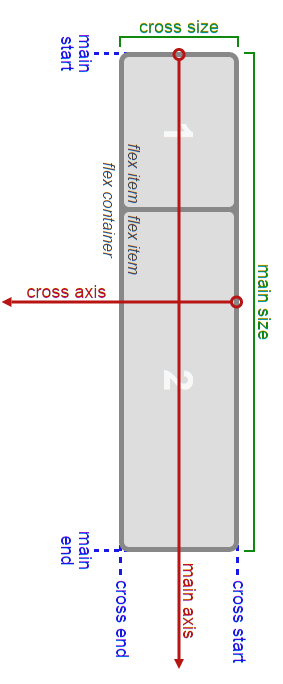 cross size
main
start
1
flex item
flex container
flex item
cross axis
main size
2
main
end
main axis
cross end
cross start